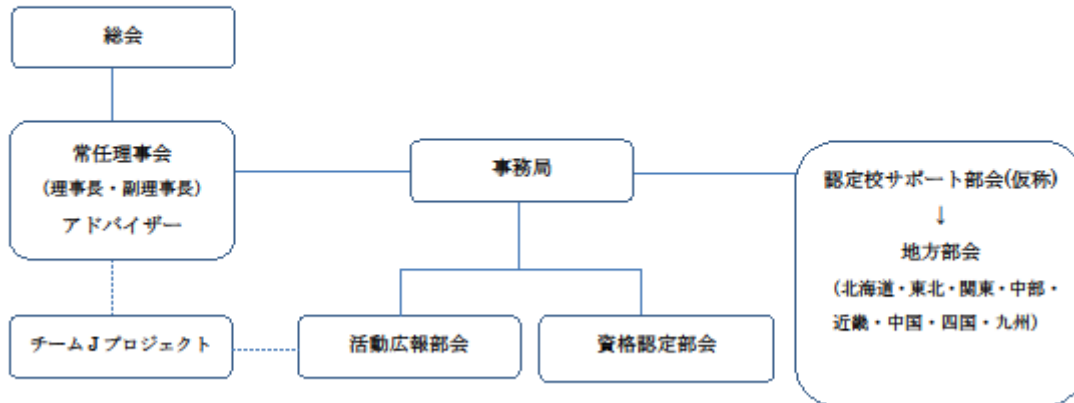 総会
常任理事会
(理事長・副理事長)
アドバイザー
事務局
認定校サポート部会(仮称)
↓
地方部会
(北海道・東北・関東・中部・
近畿・中国・四国・九州)
チームJプロジェクト
活動広報部会
資格認定部会